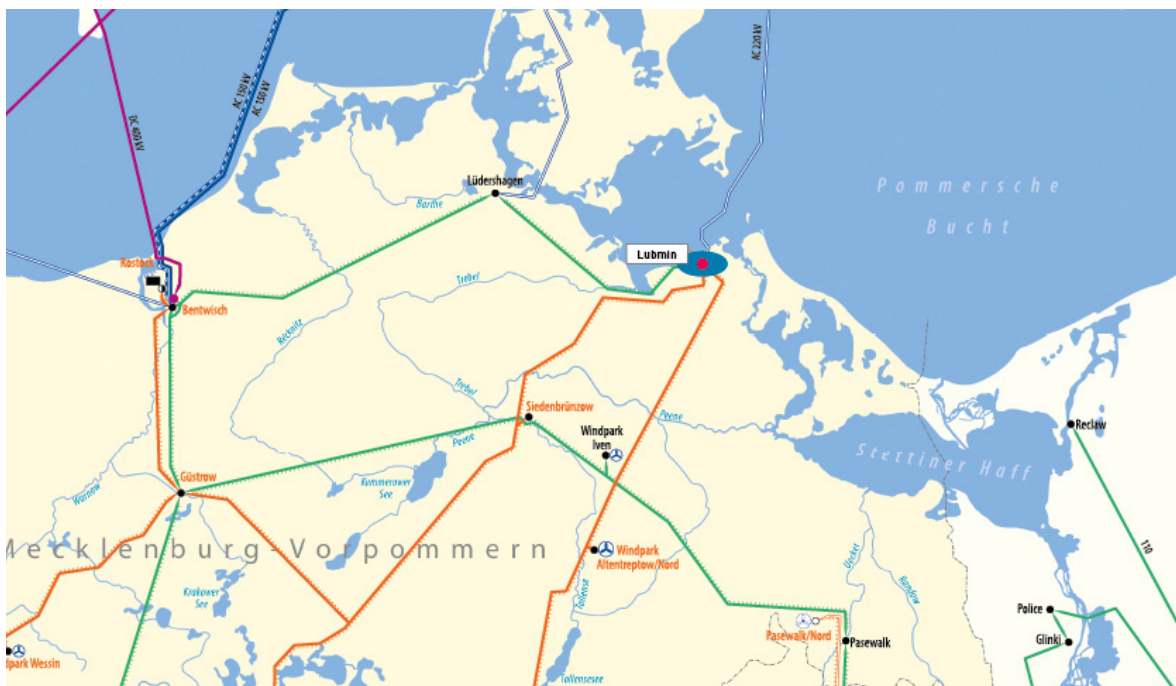 AC 150 kV
AC 150 kV
AC 220 kV
DC 400 kV
Lüdershagen
Barthe
Pommersche
Bucht
Lubmin
Rostock
Trebel
Bentwisch
Recknitz
Trebel
Siedenbrünzow
Peene
Peene
Windpark
Iven
Reclaw
Stettiner Haff
Güstrow
Warnow
Kummerower
See
Mecklenburg-Vorpommern
Windpark
Altentreptow/Nord
110
Uecker
Randow
Krakower
See
Tollense
Police
Pasewalk/Nord
Pasewalk
Glinki
dpark Wessin
Tollensesee